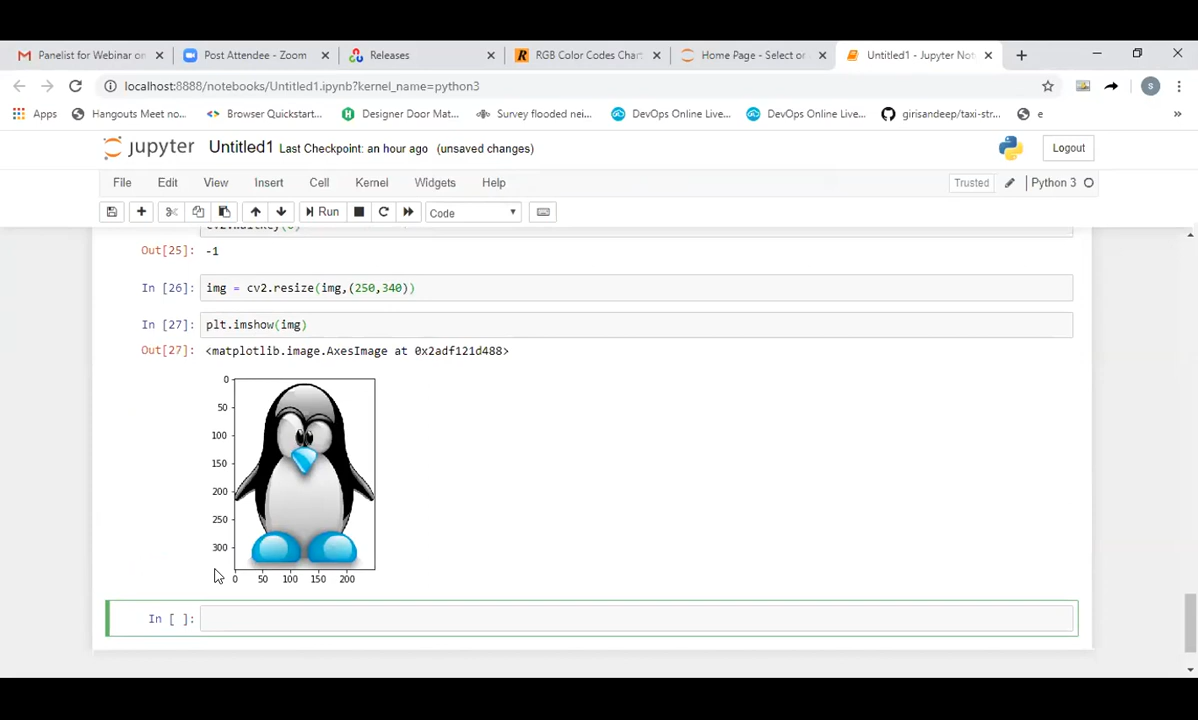 Panelist for Webinar on
Post Attendee - Zoom
Releases
RGB Color Codes Chart
Home Page - Select or
Untitled1 - Jupyter Not
localhost:8888/notebooks/Untitled1.ipynb?kernel_name=python3
Apps
Hangouts Meet no...
Browser Quickstart...
Designer Door Mat...
Survey flooded nei...
DevOps Online Live...
DevOps Online Live...
girisandeep/taxi-str...
e
jupyter Untitled1 Last Checkpoint: an hour ago (unsaved changes)
Logout
File Edit View Insert Cell Kernel Widgets Help
Trusted
Python 3
Run
Code
Out[25]: -1
In [26]: img = cv2.resize(img,(250,340))
In [27]: plt.imshow(img)
Out[27]: <matplotlib.image.AxesImage at 0x2adf121d488>
0
50
100
150
200
250
300
0 50 100 150 200
In [ ]: